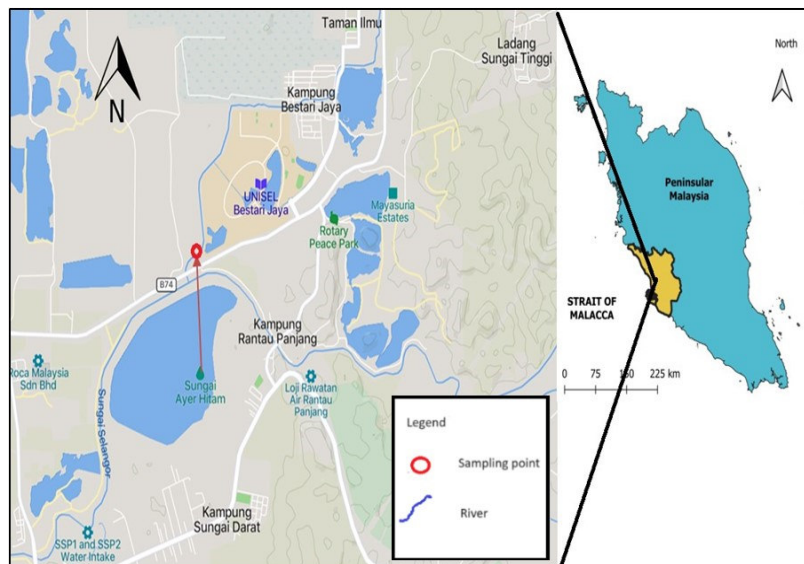 Taman Ilmu
Ladang
Sungai Tinggi
Kampung
Bestari Jaya
N
UNISEL
Bestari Jaya
Mayasuria
Estates
Rotary
Peace Park
B74
Kampung
Rantau Panjang
Roca Malaysia
Sdn Bhd
Sungai
Ayer Hitam
Loji Rawatan
Air Rantau
Panjang
Sungai Selangor
Kampung
Sungai Darat
SSP1 and SSP2
Water Intake
Legend
Sampling point
River
North
Peninsular
Malaysia
STRAIT OF
MALACCA
0 75 150 225 km